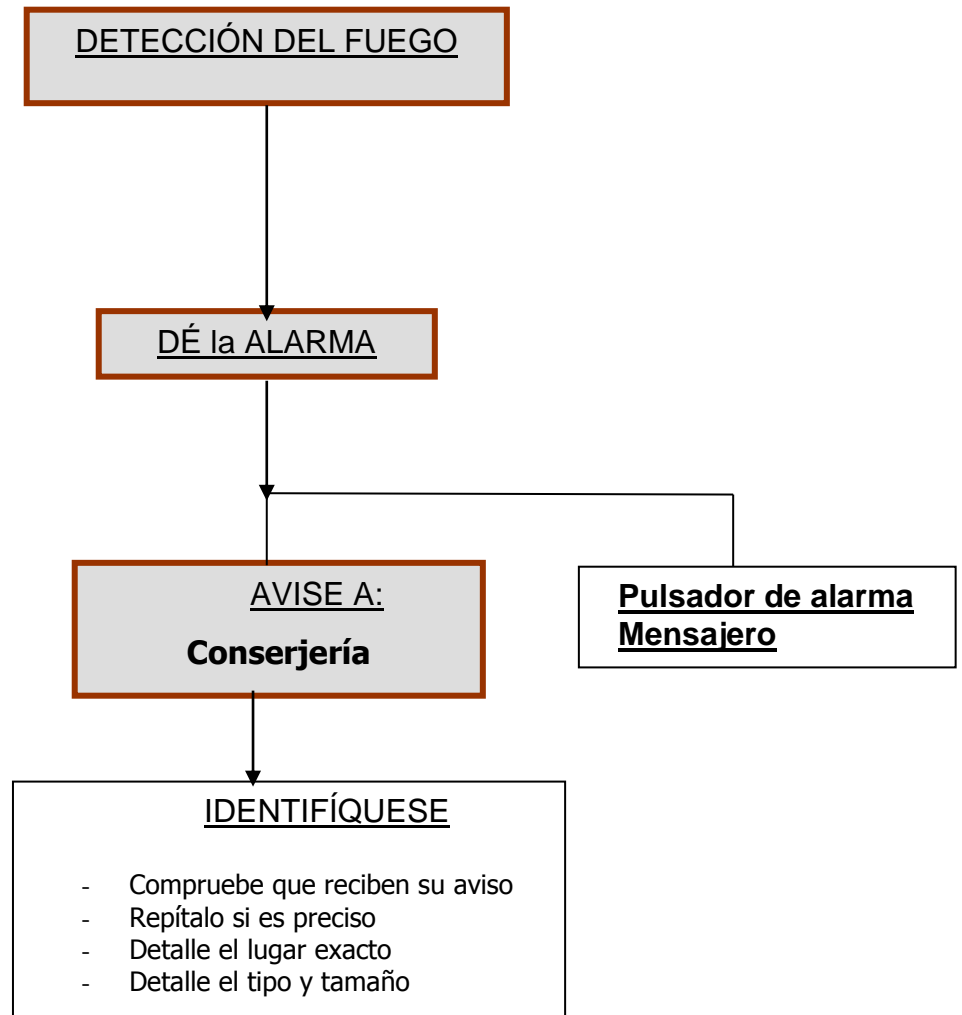 DETECCIÓN DEL FUEGO
DÉ la ALARMA
AVISE A:
Conserjería
Pulsador de alarma
Mensajero
IDENTIFÍQUESE
- Compruebe que reciben su aviso
- Repítalo si es preciso
- Detalle el lugar exacto
- Detalle el tipo y tamaño